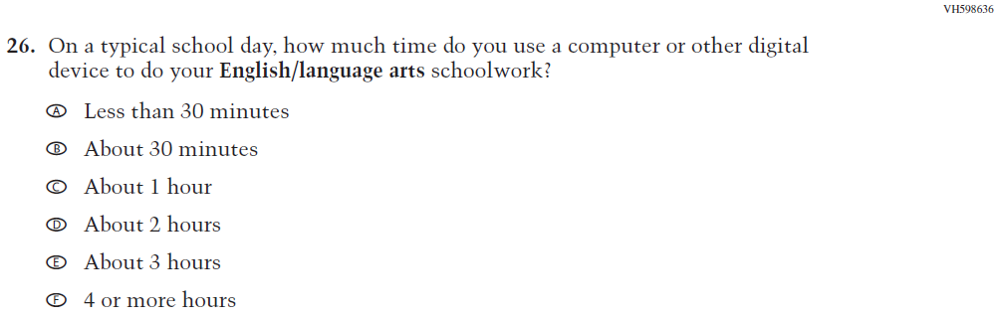 VH598636
26. On a typical school day, how much time do you use a computer or other digital
device to do your English/language arts schoolwork?
A Less than 30 minutes
B About 30 minutes
C About 1 hour
D About 2 hours
E About 3 hours
F 4 or more hours